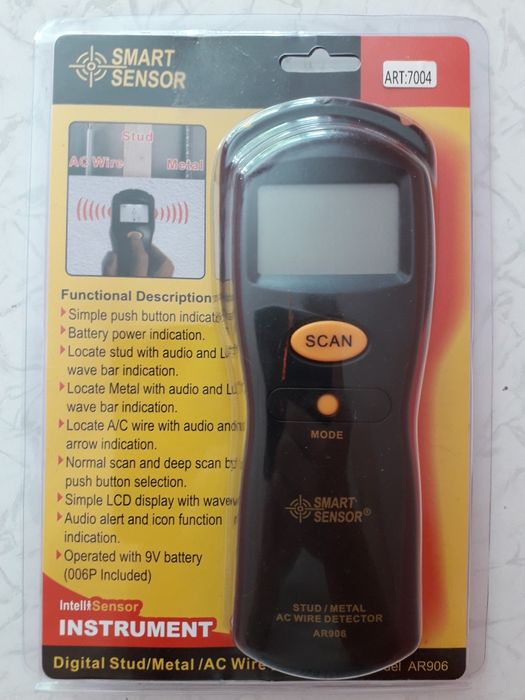 SMART
SENSOR
ART:7004
Stud
AC Wire
Metal
Functional Description:
Simple push button indicat
Battery power indication.
Locate stud with audio and
wave bar indication.
Locate Metal with audio and
wave bar indication.
Locate A/C wire with audio and
arrow indication.
Normal scan and deep scan by
push button selection.
Simple LCD display with wave
Audio alert and icon function
indication.
Operated with 9V battery
(006P Included)
SCAN
MODE
SMART
SENSOR®
STUD / METAL
AC WIRE DETECTOR
AR906
IntelliSensor
INSTRUMENT
Digital Stud/Metal /AC Wire
AR906